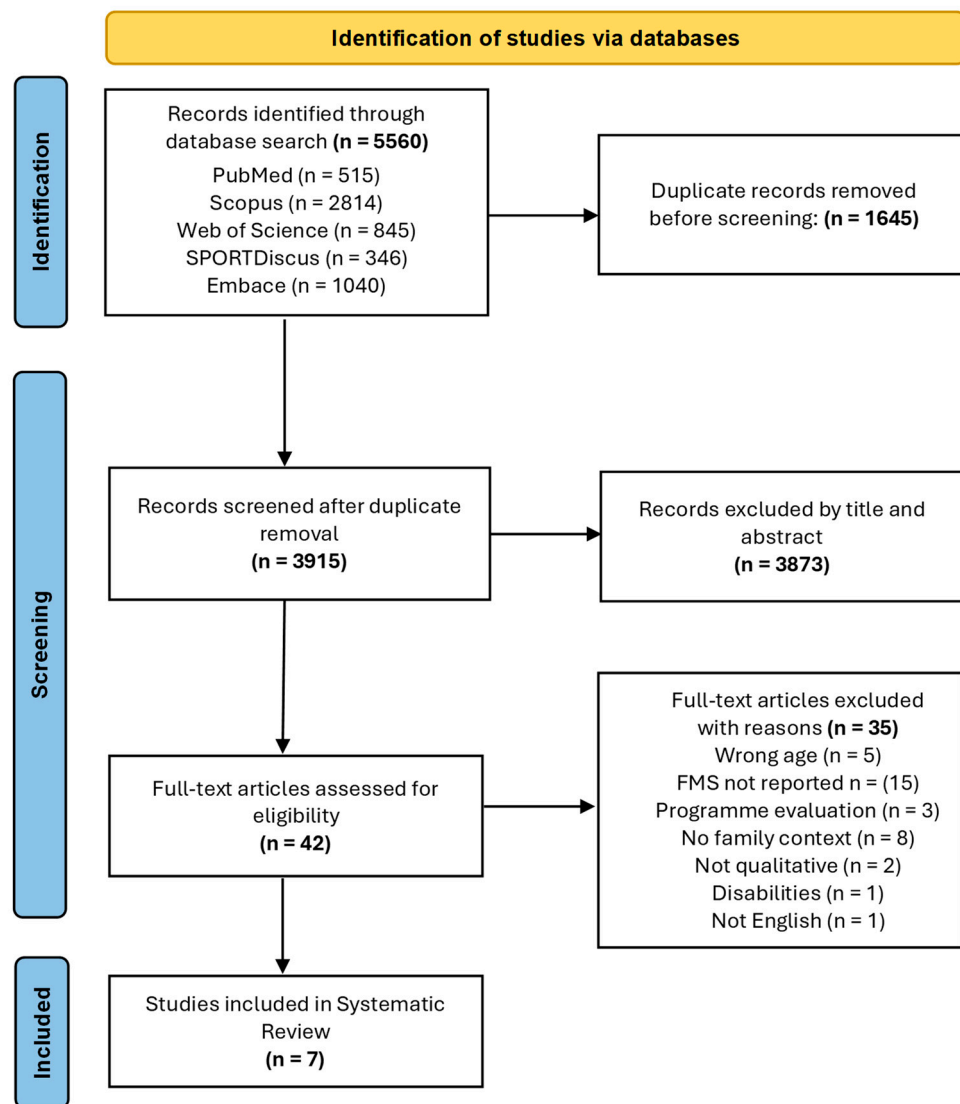 Identification of studies via databases
Identification
Records identified through
database search (n = 5560)
PubMed (n = 515)
Scopus (n = 2814)
Web of Science (n = 845)
SPORTDiscus (n = 346)
Embace (n = 1040)
Duplicate records removed
before screening: (n = 1645)
Screening
Records screened after duplicate
removal
(n = 3915)
Records excluded by title and
abstract
(n = 3873)
Full-text articles assessed for
eligibility
(n = 42)
Full-text articles excluded
with reasons (n = 35)
Wrong age (n = 5)
FMS not reported n = (15)
Programme evaluation (n = 3)
No family context (n = 8)
Not qualitative (n = 2)
Disabilities (n = 1)
Not English (n = 1)
Included
Studies included in Systematic
Review
(n = 7)